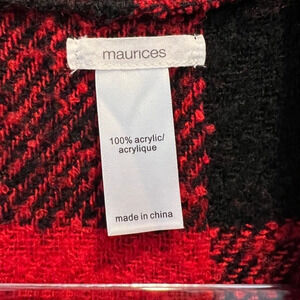 maurices
100% acrylic/
acrylique
made in china